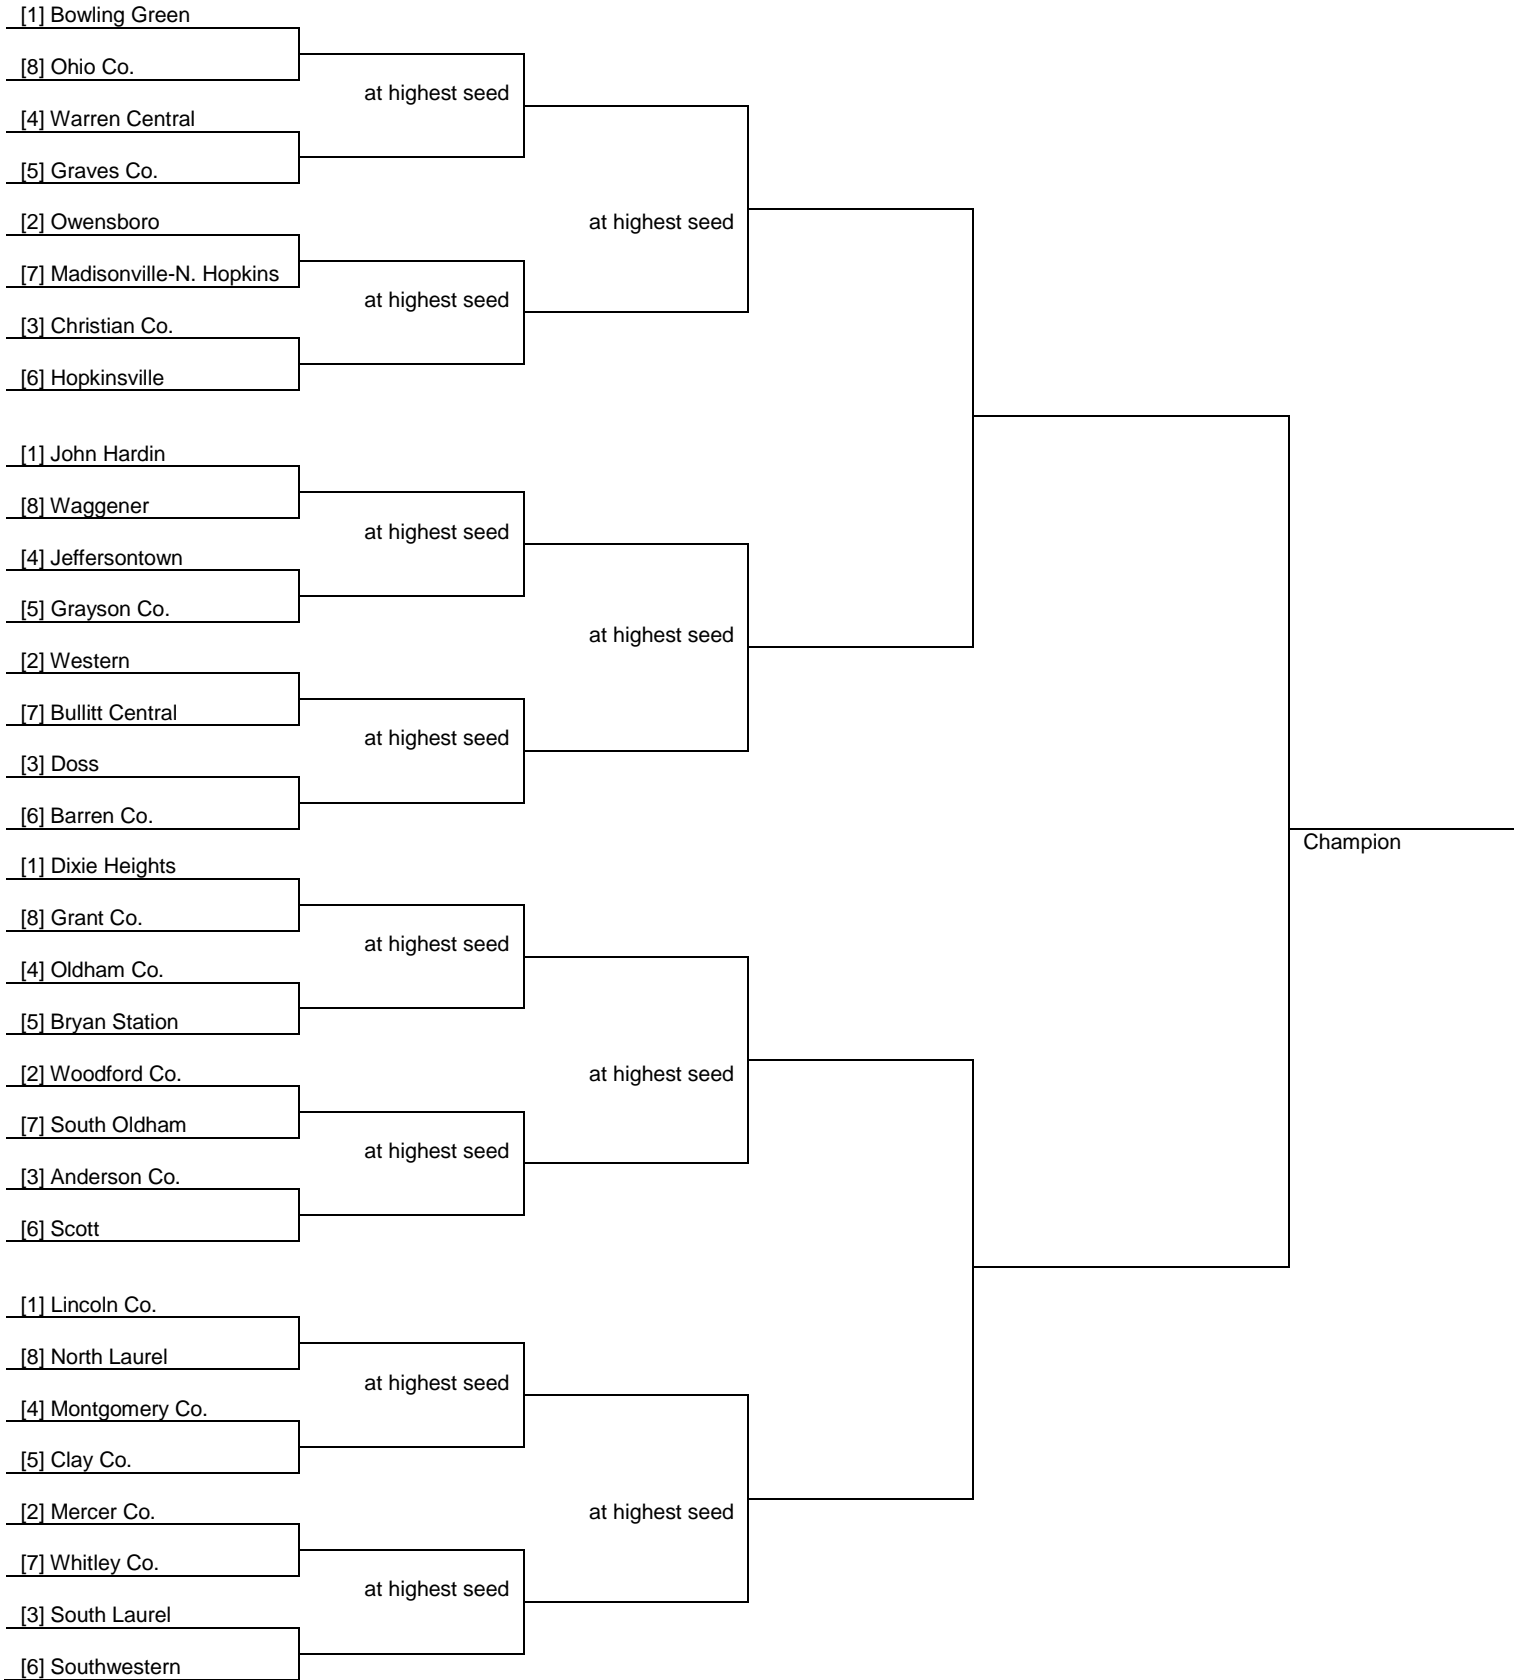 [1] Bowling Green
[8] Ohio Co.
at highest seed
[4] Warren Central
[5] Graves Co.
[2] Owensboro
at highest seed
[7] Madisonville-N. Hopkins
at highest seed
[3] Christian Co.
[6] Hopkinsville
[1] John Hardin
[8] Waggener
at highest seed
[4] Jeffersontown
[5] Grayson Co.
at highest seed
[2] Western
[7] Bullitt Central
at highest seed
[3] Doss
[6] Barren Co.
Champion
[1] Dixie Heights
[8] Grant Co.
at highest seed
[4] Oldham Co.
[5] Bryan Station
[2] Woodford Co.
at highest seed
[7] South Oldham
at highest seed
[3] Anderson Co.
[6] Scott
[1] Lincoln Co.
[8] North Laurel
at highest seed
[4] Montgomery Co.
[5] Clay Co.
[2] Mercer Co.
at highest seed
[7] Whitley Co.
at highest seed
[3] South Laurel
[6] Southwestern